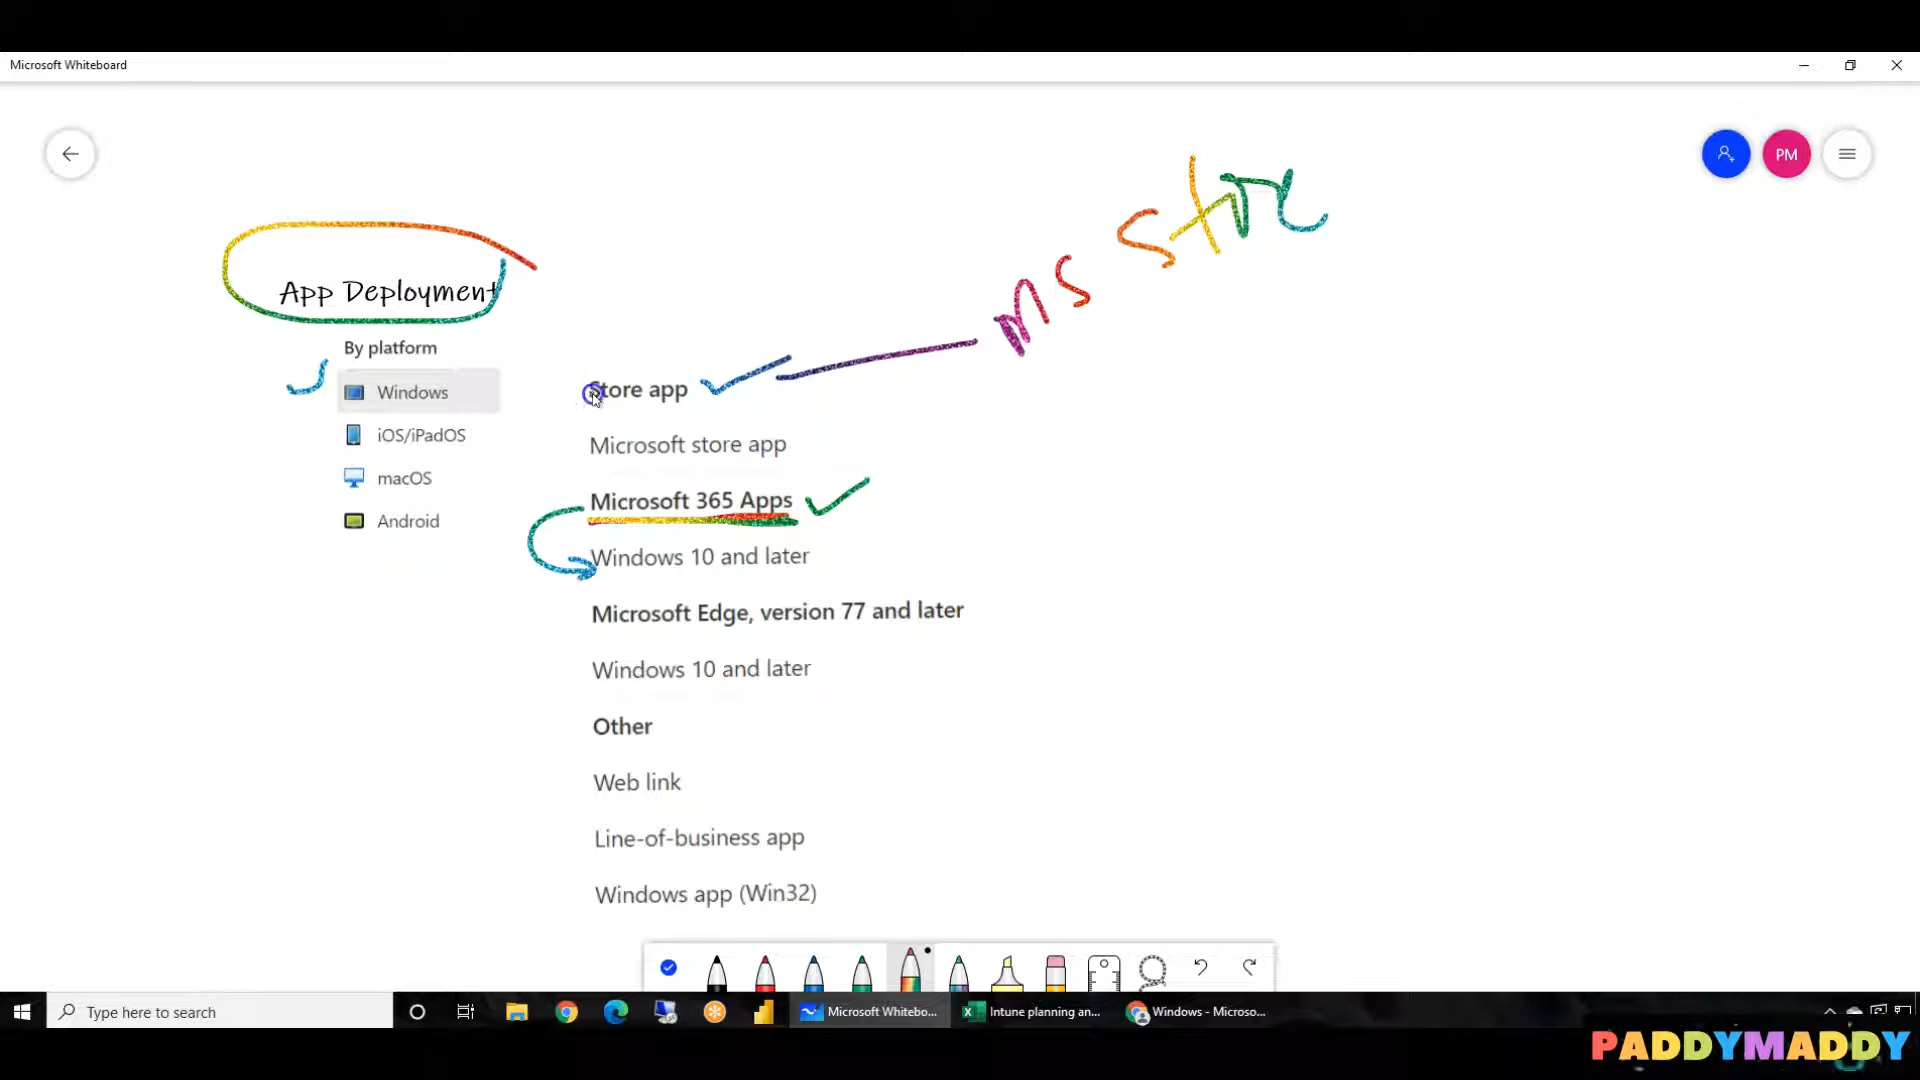 Microsoft Whiteboard
PM
MS Store
App Deployment
By platform
Windows
iOS/iPadOS
macOS
Android
Store app
Microsoft store app
Microsoft 365 Apps
Windows 10 and later
Microsoft Edge, version 77 and later
Windows 10 and later
Other
Web link
Line-of-business app
Windows app (Win32)
Type here to search
Microsoft Whitebo...
Intune planning an...
Windows - Microso...
PADDYMADDY